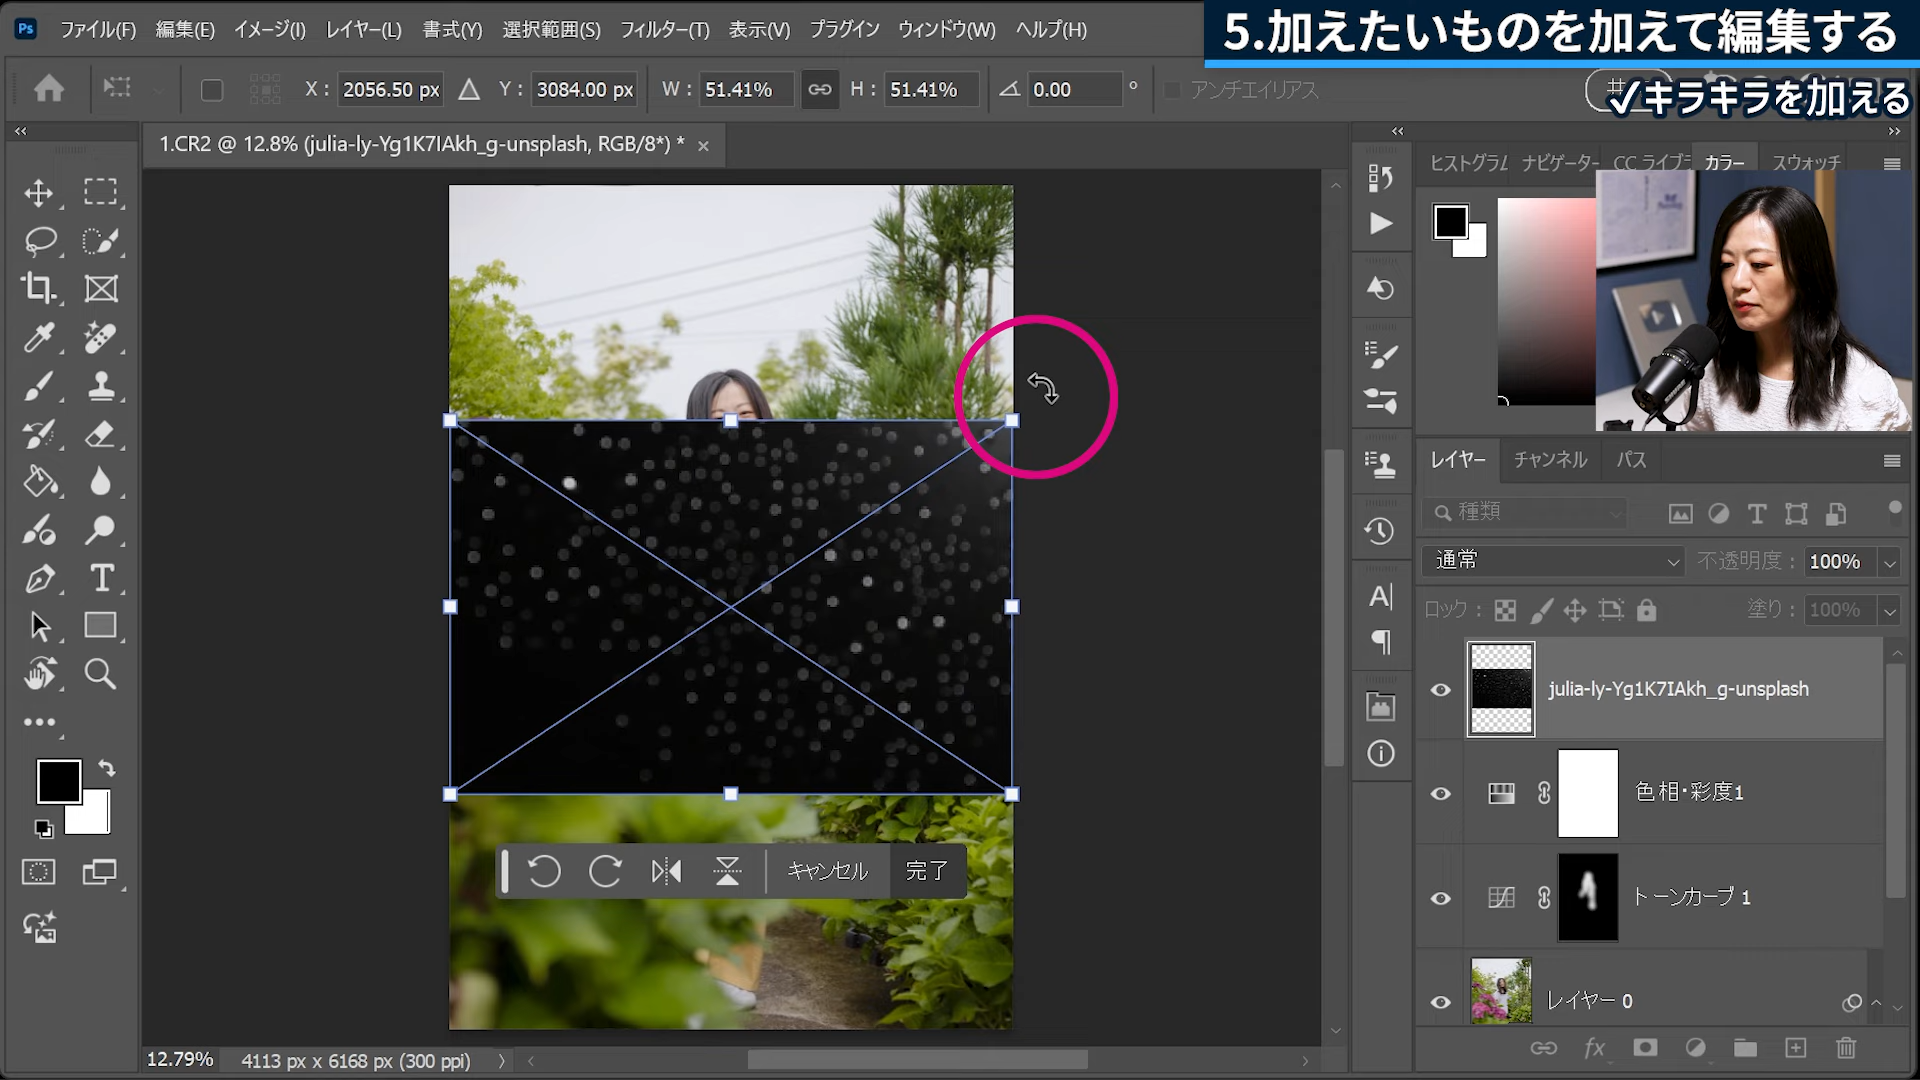 Ps ファイル(F) 編集(E) イメージ(I) レイヤー(L) 書式(Y) 選択範囲(S) フィルター(T) 表示(V) プラグイン ウィンドウ(W) ヘルプ(H)
5.加えたいものを加えて編集する
✓キラキラを加える
X : 2056.50 px Y : 3084.00 px W : 51.41% H : 51.41% 0.00 ° アンチエイリアス
1.CR2 @ 12.8% (julia-ly-Yg1K7IAkh_g-unsplash, RGB/8*) * ×
ヒストグラム ナビゲーター CC ライブラ カラー スウォッチ
レイヤー チャンネル パス
種類
通常 不透明度 : 100%
ロック : 塗り : 100%
julia-ly-Yg1K7IAkh_g-unsplash
色相・彩度1
トーンカーブ 1
レイヤー 0
キャンセル 完了
12.79% 4113 px x 6168 px (300 ppi)
fx